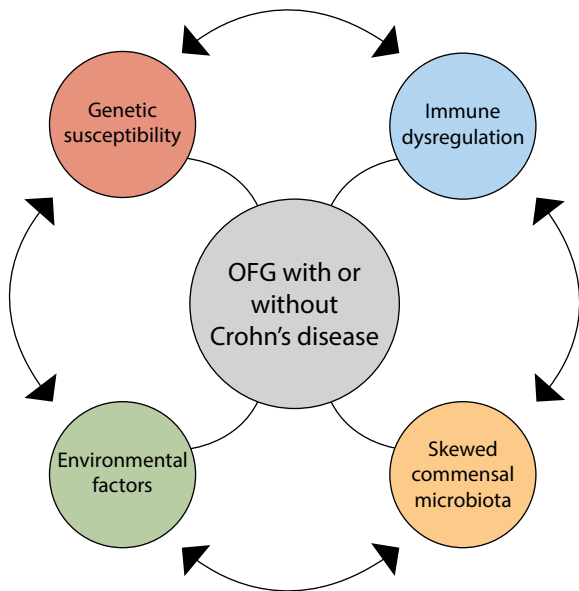 Genetic
susceptibility
Immune
dysregulation
OFG with or
without
Crohn’s disease
Environmental
factors
Skewed
commensal
microbiota